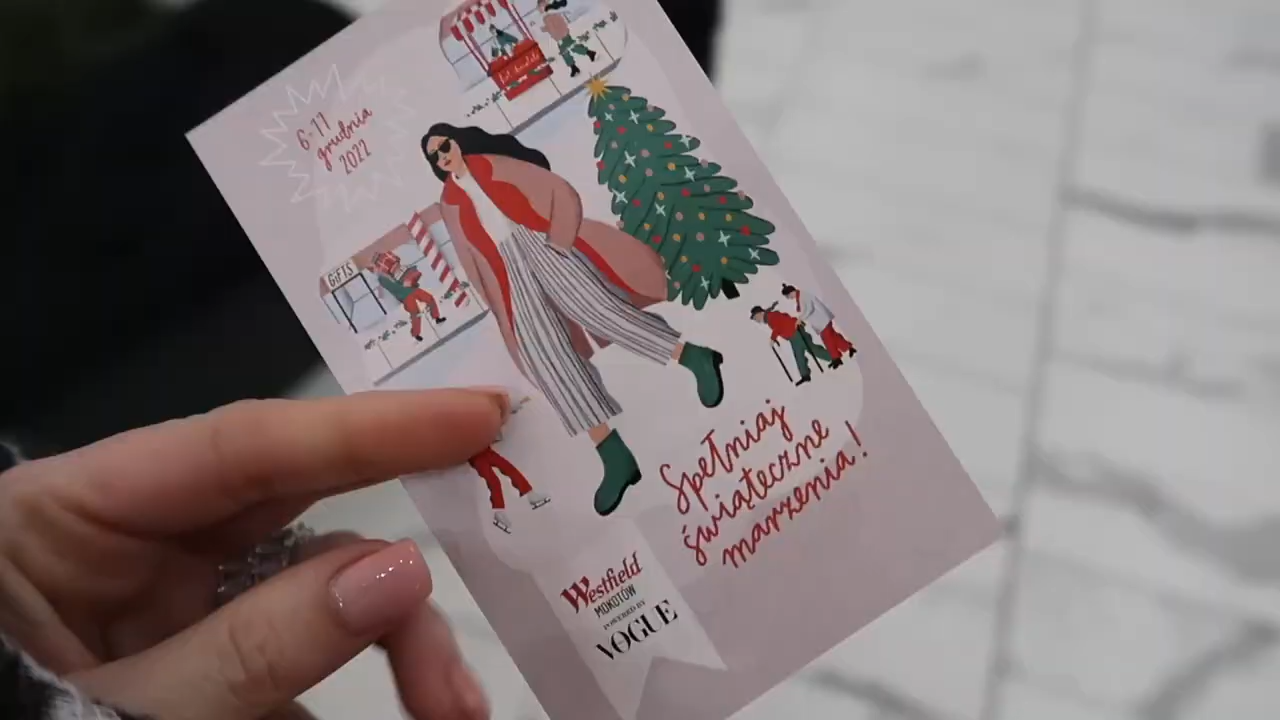 6-11
grudnia
2022
GIFTS
Spełniaj
świąteczne
marzenia!
Westfield
MOKOTÓW
POWERED BY
VOGUE